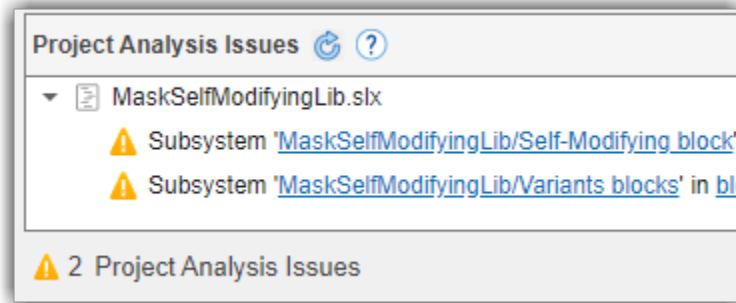 Project Analysis Issues ?
MaskSelfModifyingLib.slx
Subsystem 'MaskSelfModifyingLib/Self-Modifying block'
Subsystem 'MaskSelfModifyingLib/Variants blocks' in
2 Project Analysis Issues